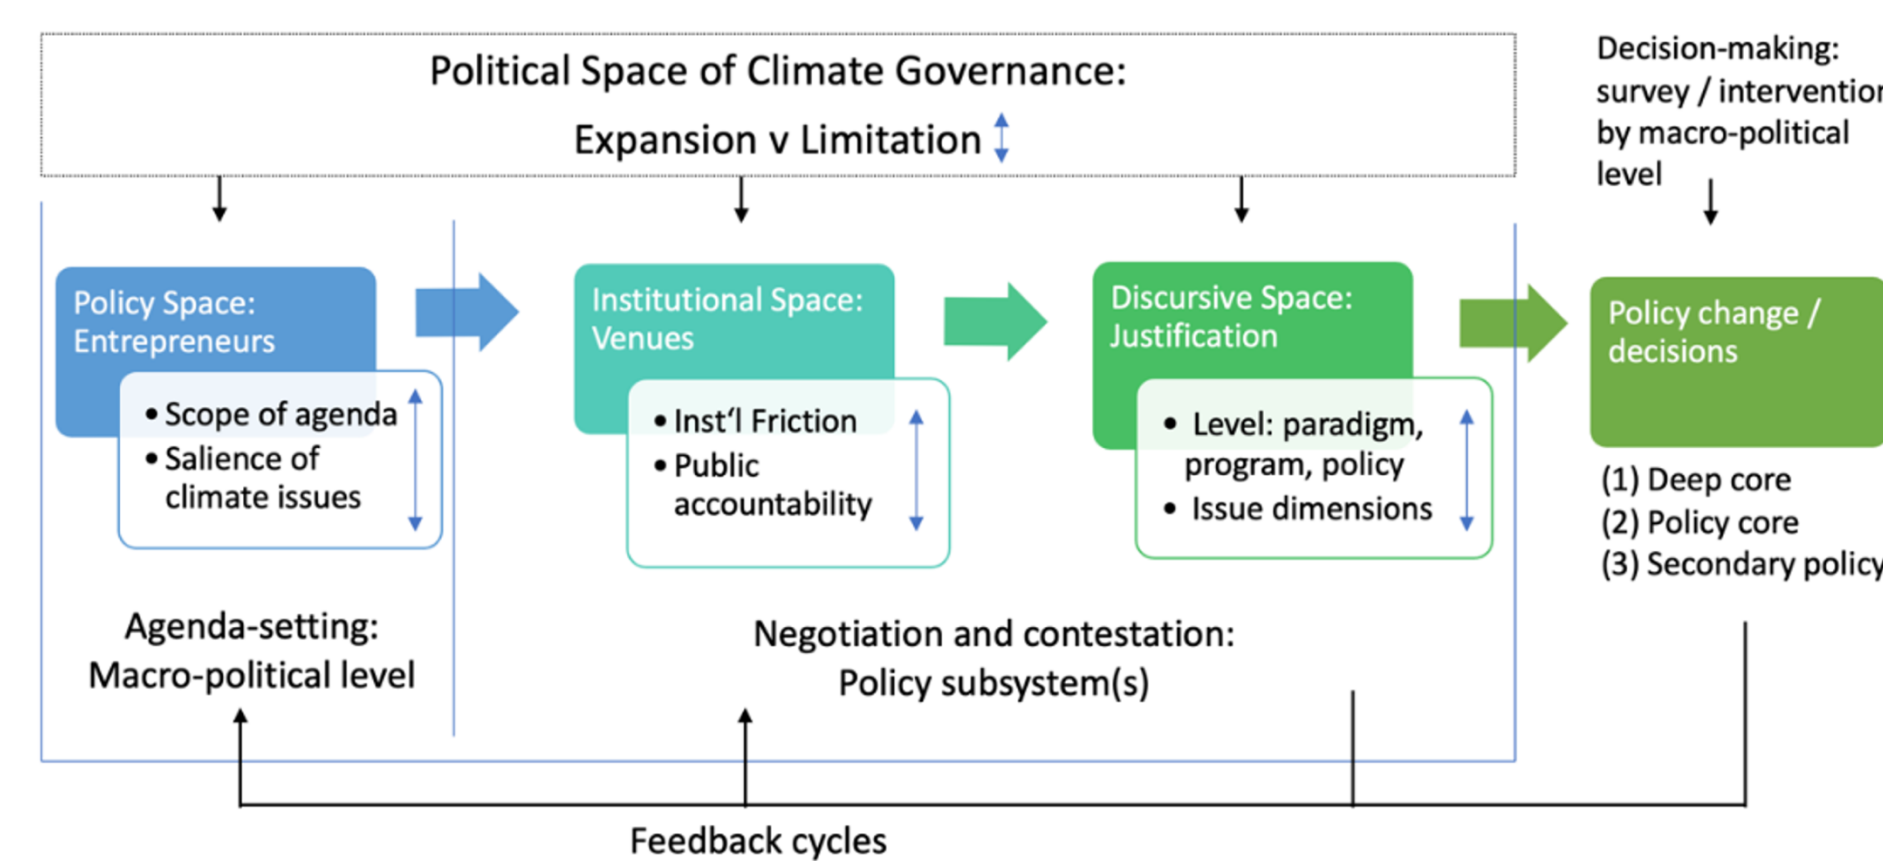 Political Space of Climate Governance:
Expansion v Limitation
Decision-making:
survey / intervention
by macro-political
level
Policy Space:
Entrepreneurs
• Scope of agenda
• Salience of
climate issues
Institutional Space:
Venues
• Inst‘l Friction
• Public
accountability
Discursive Space:
Justification
• Level: paradigm,
program, policy
• Issue dimensions
Policy change /
decisions
(1) Deep core
(2) Policy core
(3) Secondary policy
Agenda-setting:
Macro-political level
Negotiation and contestation:
Policy subsystem(s)
Feedback cycles